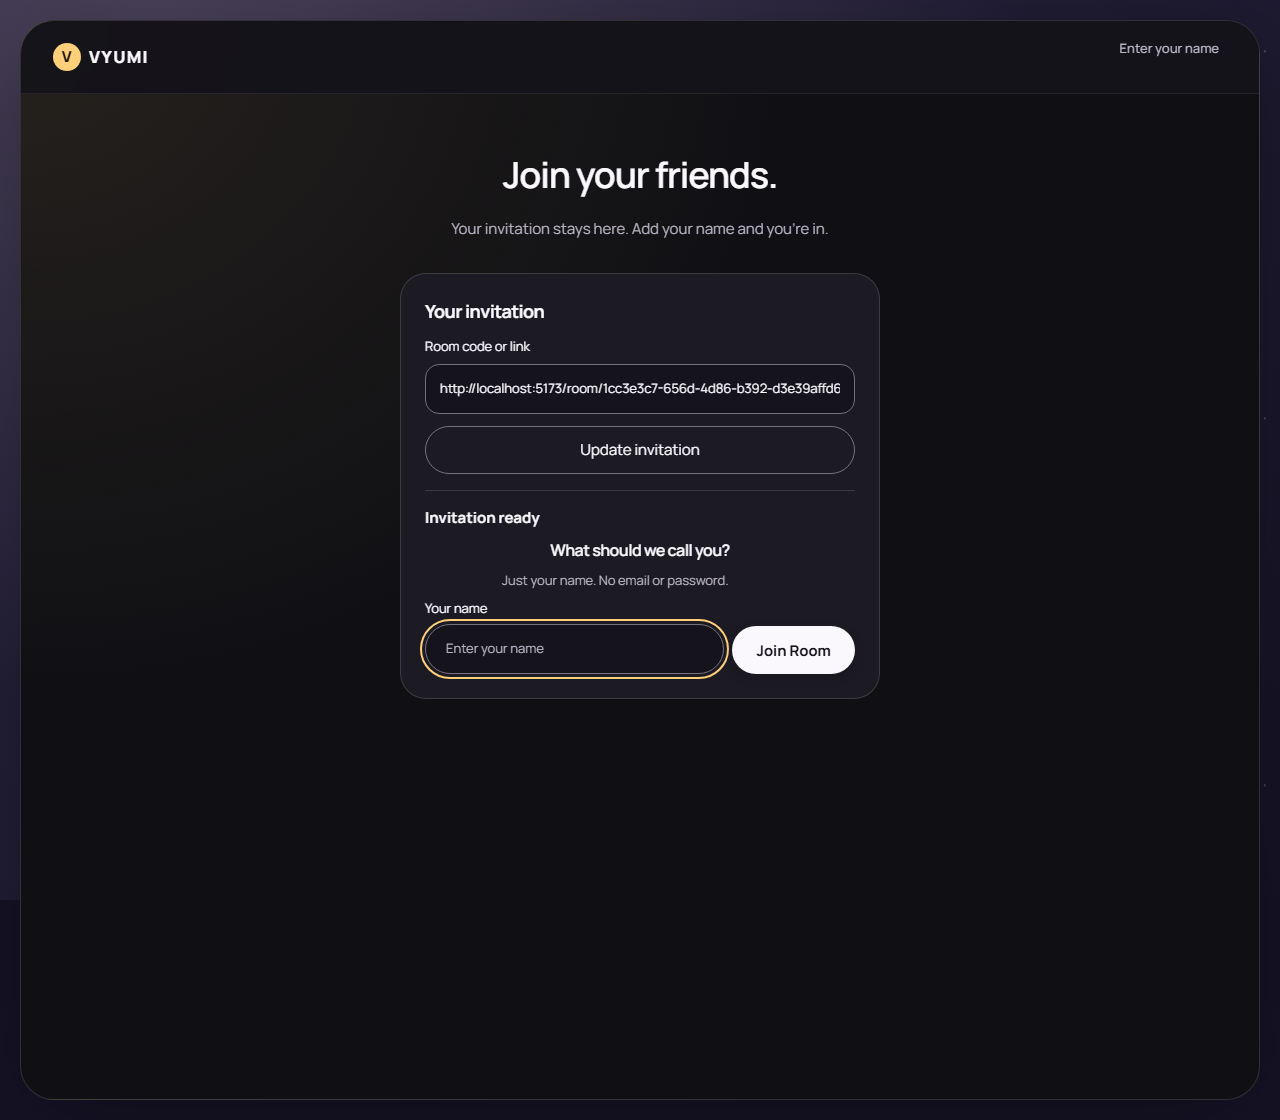 V VYUMI
Enter your name
Join your friends.
Your invitation stays here. Add your name and you're in.
Your invitation
Room code or link
http://localhost:5173/room/1cc3e3c7-656d-4d86-b392-d3e39affd6
Update invitation
Invitation ready
What should we call you?
Just your name. No email or password.
Your name
Enter your name
Join Room